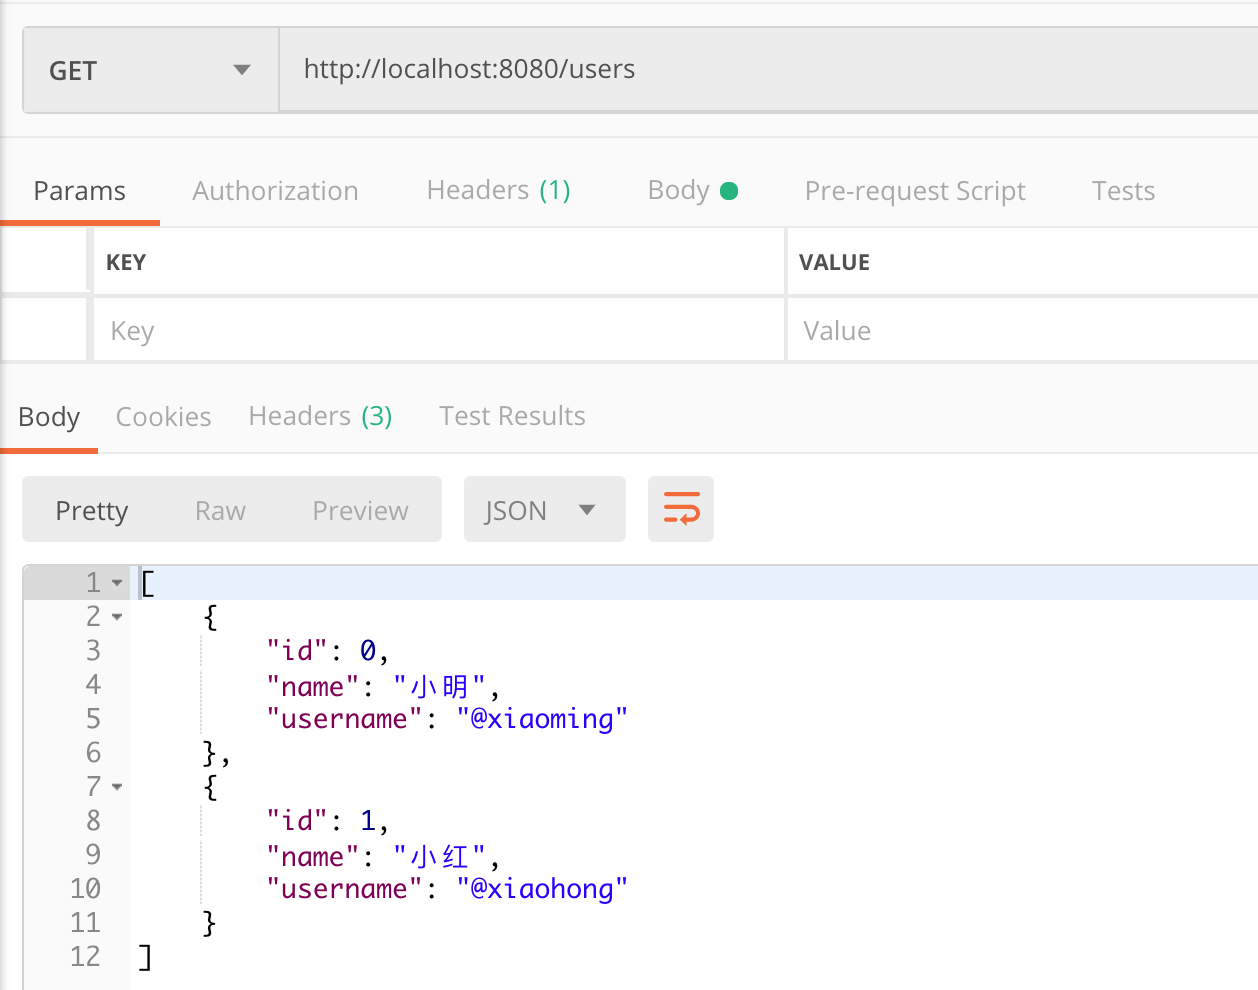 GET http://localhost:8080/users
Params Authorization Headers (1) Body Pre-request Script Tests
KEY VALUE
Key Value
Body Cookies Headers (3) Test Results
Pretty Raw Preview JSON
1 [
2 {
3 "id": 0,
4 "name": "小明",
5 "username": "@xiaoming"
6 },
7 {
8 "id": 1,
9 "name": "小红",
10 "username": "@xiaohong"
11 }
12 ]